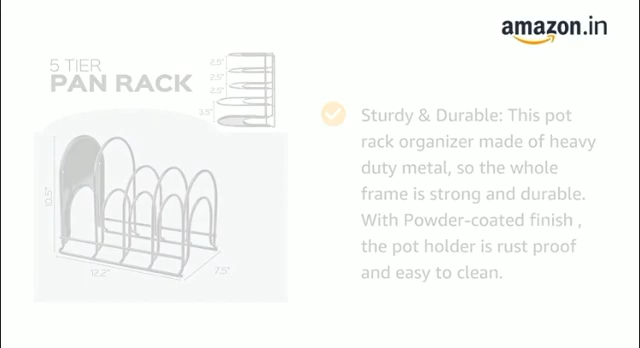 amazon.in
5 TIER
PAN RACK
2.5"
2.5"
2.5"
3.5"
10.5"
12.2"
7.5"
Sturdy & Durable: This pot
rack organizer made of heavy
duty metal, so the whole
frame is strong and durable.
With Powder-coated finish ,
the pot holder is rust proof
and easy to clean.